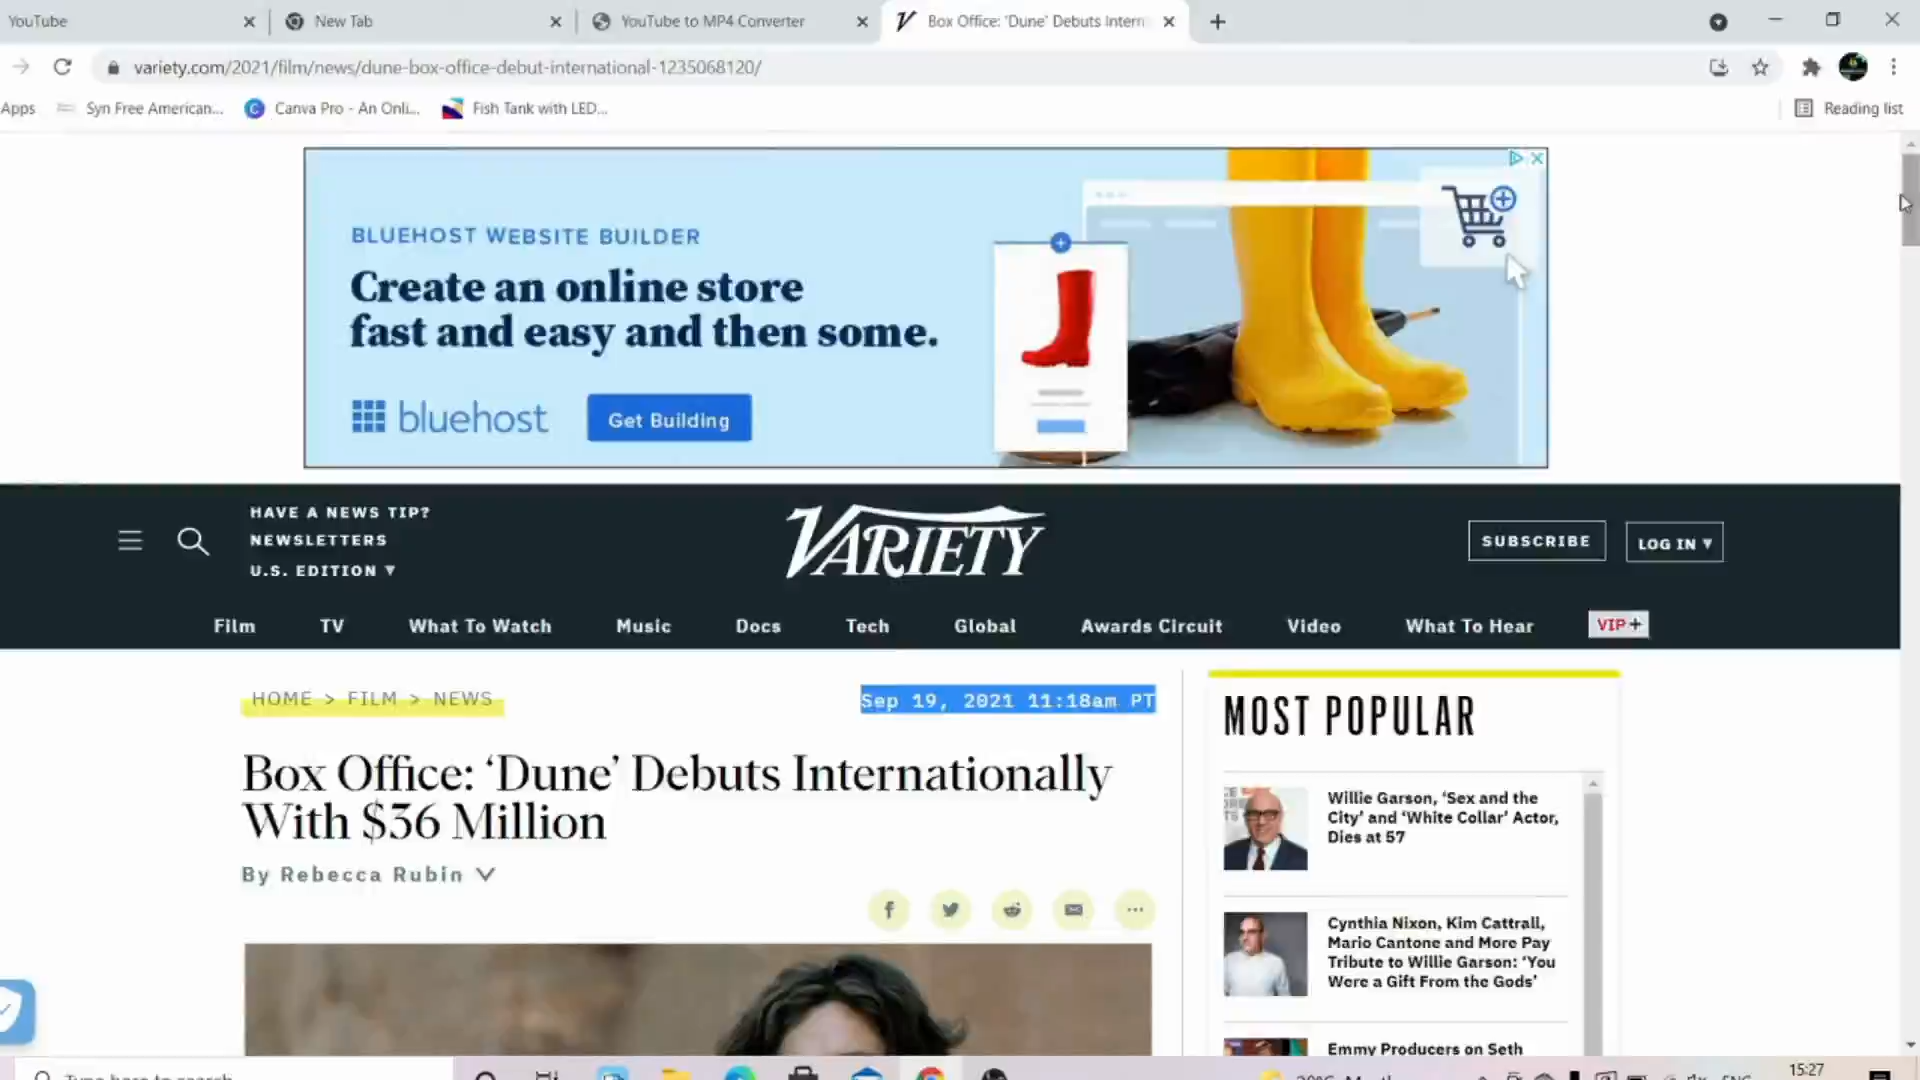 YouTube
New Tab
YouTube to MP4 Converter
Box Office: 'Dune' Debuts Intern
variety.com/2021/film/news/dune-box-office-debut-international-1235068120/
Apps
Syn Free American...
Canva Pro - An Onli...
Fish Tank with LED...
Reading list
BLUEHOST WEBSITE BUILDER
Create an online store
fast and easy and then some.
bluehost
Get Building
HAVE A NEWS TIP?
NEWSLETTERS
U.S. EDITION
VARIETY
SUBSCRIBE
LOG IN
Film TV What To Watch Music Docs Tech Global Awards Circuit Video What To Hear VIP+
HOME > FILM > NEWS
Sep 19, 2021 11:18am PT
Box Office: ‘Dune’ Debuts Internationally
With $36 Million
By Rebecca Rubin
MOST POPULAR
Willie Garson, ‘Sex and the
City’ and ‘White Collar’ Actor,
Dies at 57
Cynthia Nixon, Kim Cattrall,
Mario Cantone and More Pay
Tribute to Willie Garson: ‘You
Were a Gift From the Gods’
Emmy Producers on Seth
Type here to search
15:27